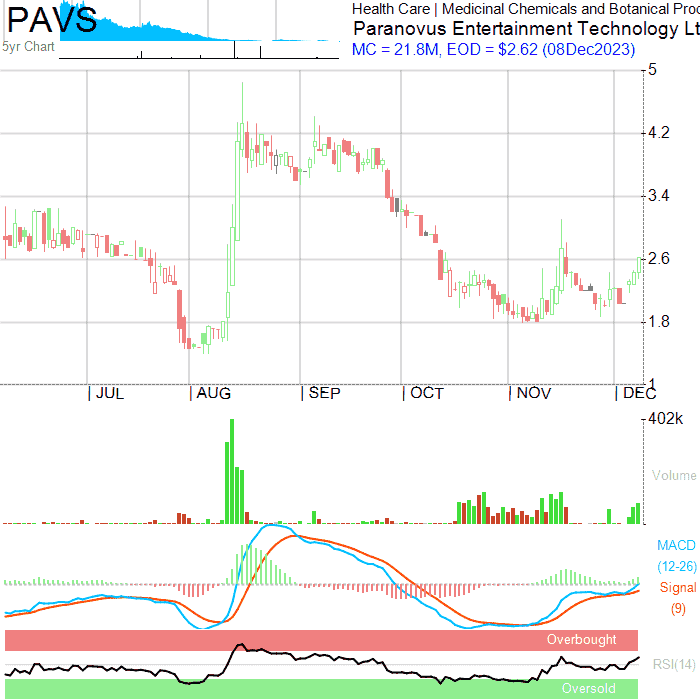 PAVS
5yr Chart
Health Care | Medicinal Chemicals and Botanical Proc
Paranovus Entertainment Technology Lt
MC = 21.8M, EOD = $2.62 (08Dec2023)
5
4.2
3.4
2.6
1.8
1
| JUL | AUG | SEP | OCT | NOV | DEC
402k
Volume
MACD
(12-26)
Signal
(9)
Overbought
RSI(14)
Oversold